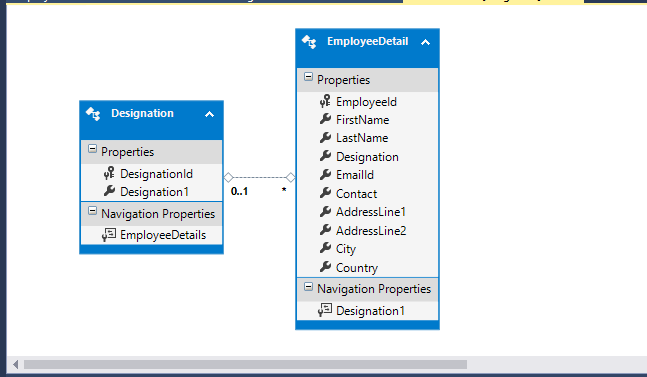 Designation
Properties
DesignationId
Designation1
Navigation Properties
EmployeeDetails
0..1
*
EmployeeDetail
Properties
EmployeeId
FirstName
LastName
Designation
EmailId
Contact
AddressLine1
AddressLine2
City
Country
Navigation Properties
Designation1